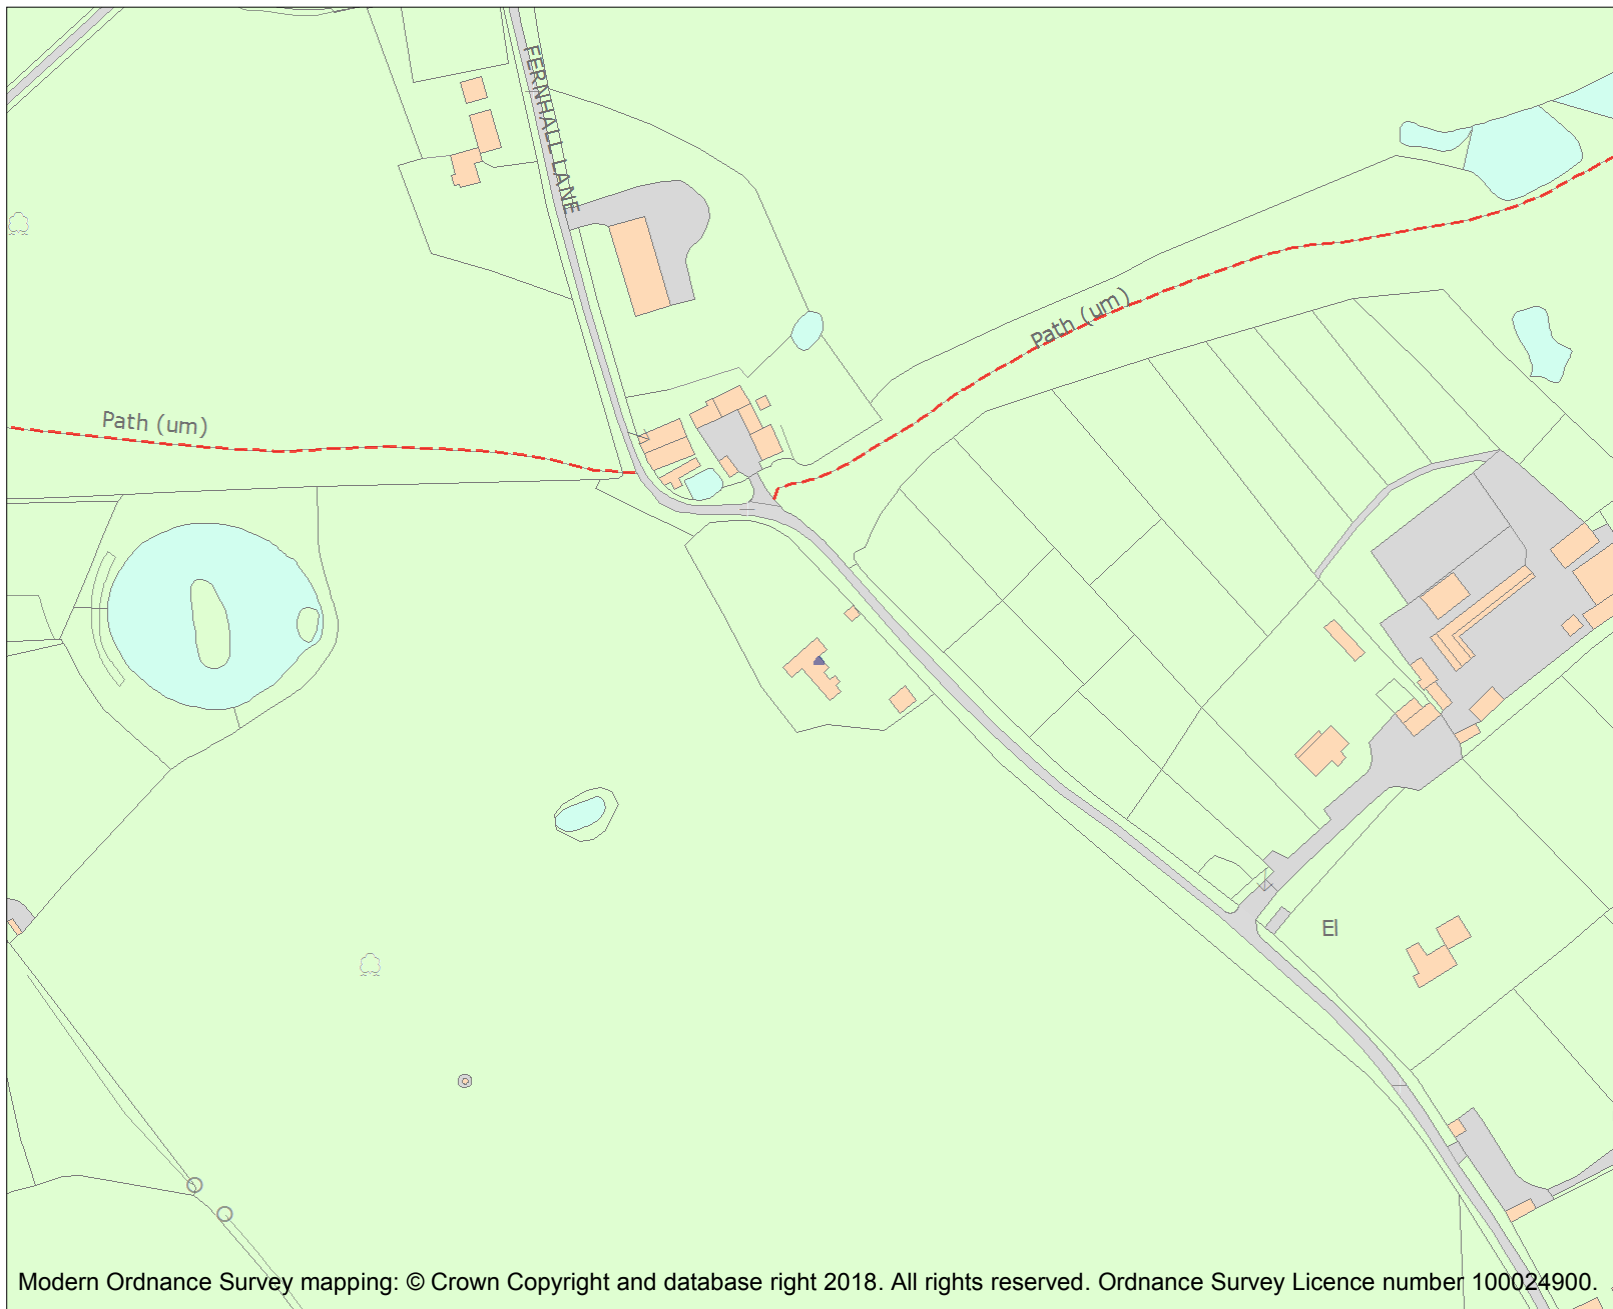 FERNHALL LANE
Path (um)
Path (um)
El
Modern Ordnance Survey mapping: © Crown Copyright and database right 2018. All rights reserved. Ordnance Survey Licence number 100024900.